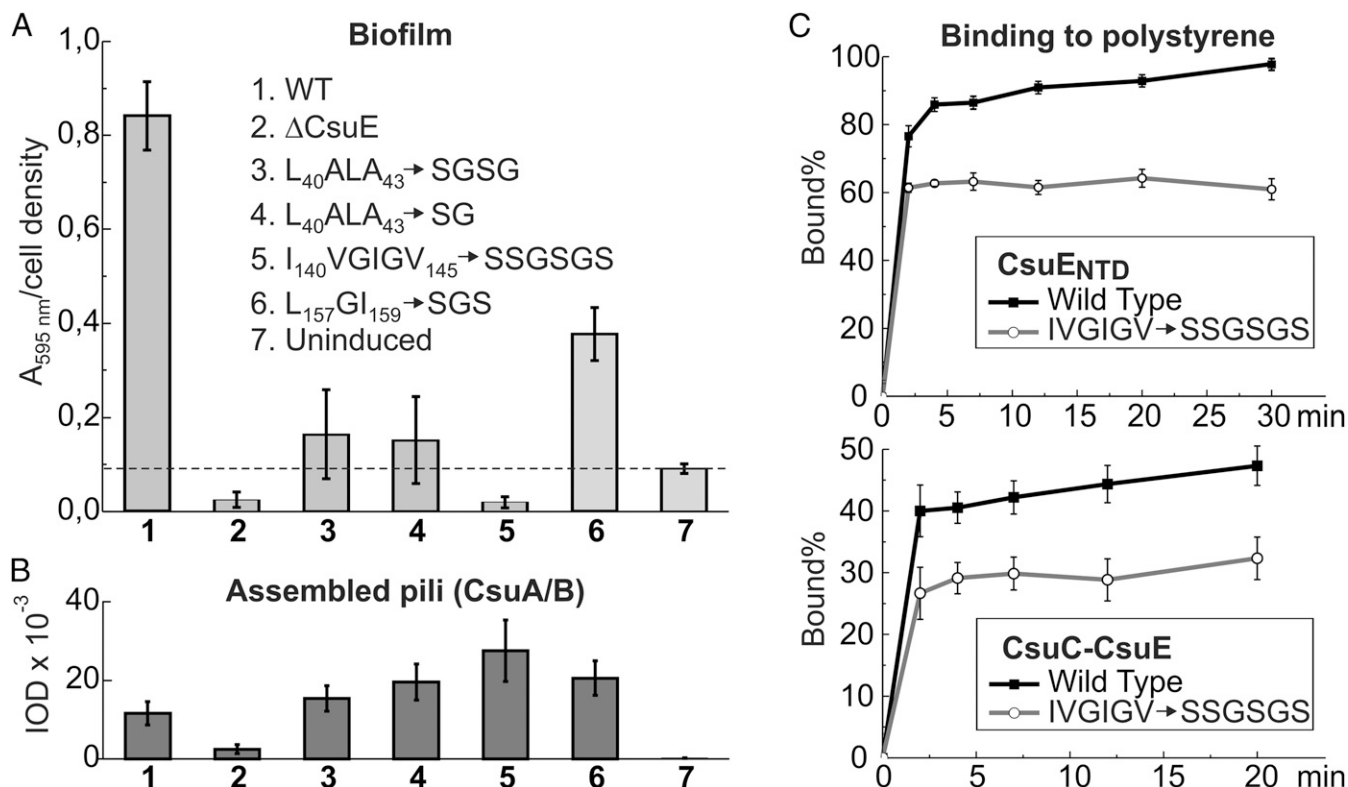 A
Biofilm
A595 nm/cell density
1,0
0,8
0,6
0,4
0,2
0,0
1. WT
2. ΔCsuE
3. L40ALA43→SGSG
4. L40ALA43→SG
5. I140VGIGV145→SSGSGS
6. L157GI159→SGS
7. Uninduced
1 2 3 4 5 6 7
B
Assembled pili (CsuA/B)
IOD x 10-3
40
20
0
1 2 3 4 5 6 7
C
Binding to polystyrene
Bound%
100
80
60
40
20
0
CsuENTD
Wild Type
IVGIGV→SSGSGS
0 5 10 15 20 25 30 min
Bound%
50
40
30
20
10
0
CsuC-CsuE
Wild Type
IVGIGV→SSGSGS
0 5 10 15 20 min